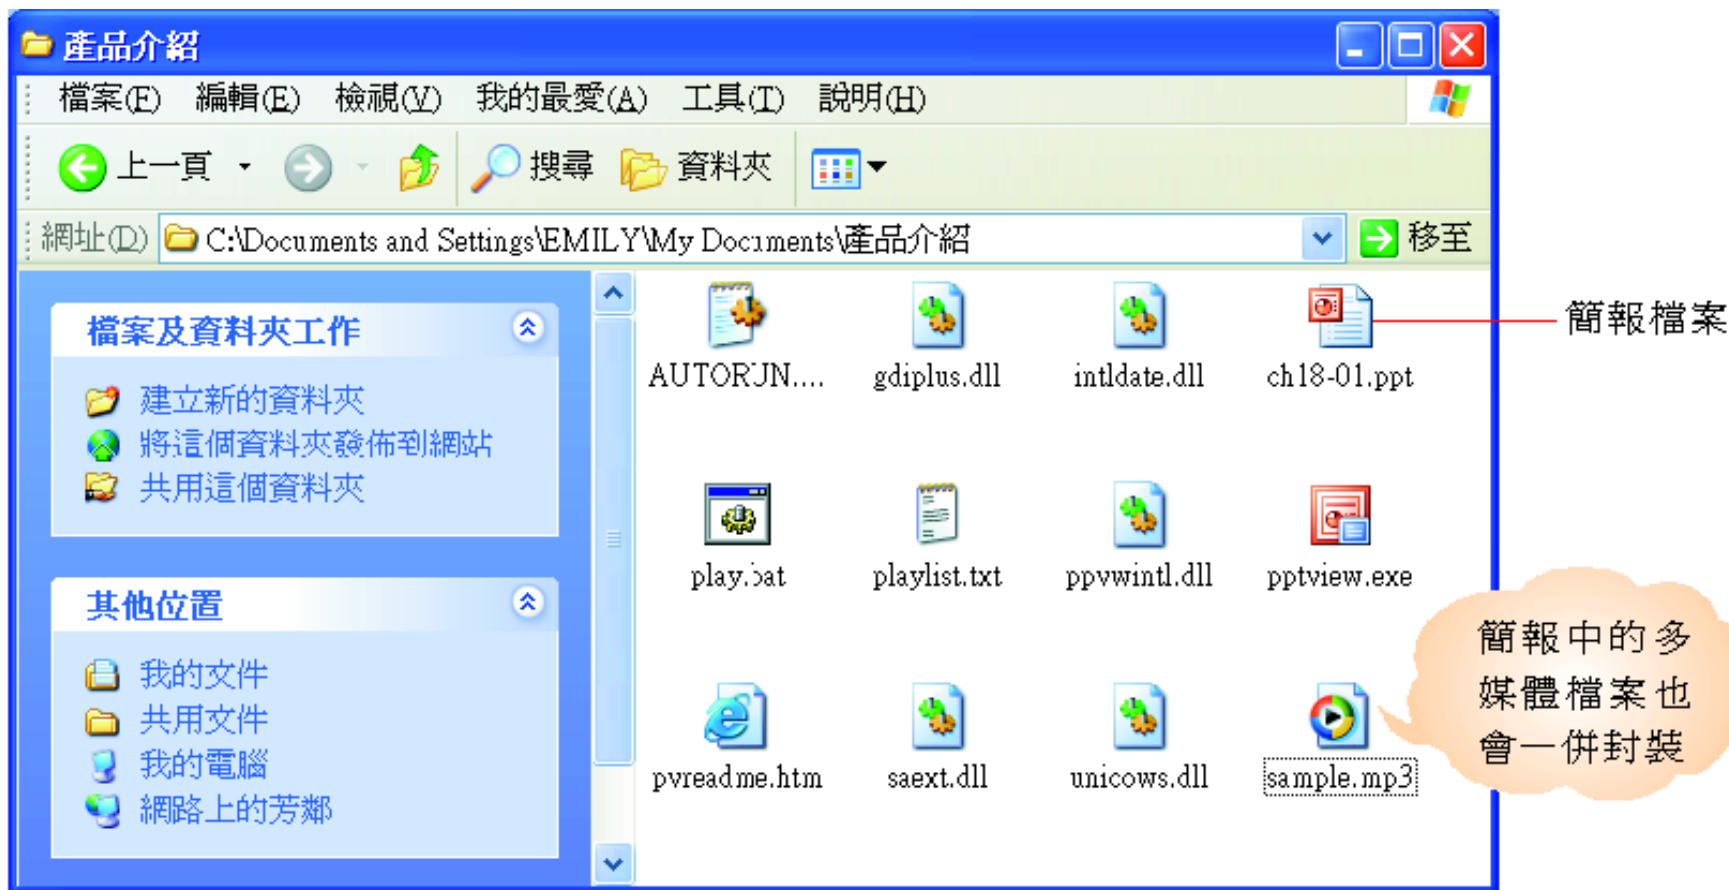 產品介紹
檔案(F) 編輯(E) 檢視(V) 我的最愛(A) 工具(T) 說明(H)
上一頁 搜尋 資料夾
網址(D) C:\Documents and Settings\EMILY\My Documents\產品介紹 移至
檔案及資料夾工作
建立新的資料夾
將這個資料夾發佈到網站
共用這個資料夾
其他位置
我的文件
共用文件
我的電腦
網路上的芳鄰
AUTORUN.... gdiplus.dll intldate.dll ch18-01.ppt
play.bat playlist.txt ppvwintl.dll pptview.exe
pvreadme.htm saext.dll unicows.dll sample.mp3
簡報檔案
簡報中的多
媒體檔案也
會一併封裝